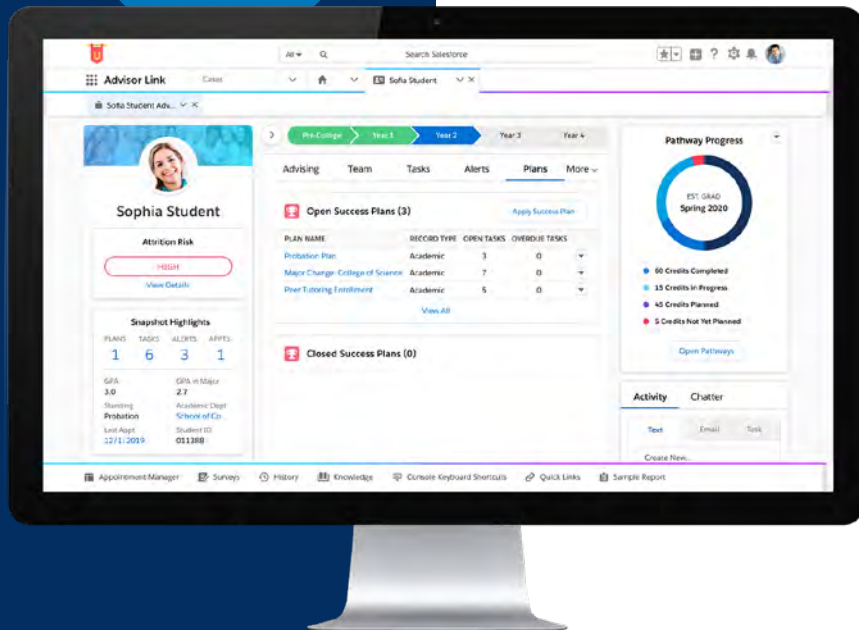 All
Search Salesforce
Advisor Link
Cases
Sofia Student
Sofia Student Adv...
Sophia Student
Attrition Risk
HIGH
View Details
Snapshot Highlights
PLANS TASKS ALERTS APPTS
1 6 3 1
GPA GPA in Major
3.0 2.7
Standing Academic Dept
Probation School of Co...
Last Appt Student ID
12/1/2019 011388
Pre-College Year 1 Year 2 Year 3 Year 4
Advising Team Tasks Alerts Plans More
Open Success Plans (3)
Apply Success Plan
PLAN NAME RECORD TYPE OPEN TASKS OVERDUE TASKS
Probation Plan Academic 3 0
Major Change: College of Science Academic 7 0
Peer Tutoring Enrollment Academic 5 0
View All
Closed Success Plans (0)
Pathway Progress
EST. GRAD
Spring 2020
60 Credits Completed
15 Credits in Progress
45 Credits Planned
5 Credits Not Yet Planned
Open Pathways
Activity Chatter
Text Email Task
Create New...
Appointment Manager Surveys History Knowledge Console Keyboard Shortcuts Quick Links Sample Report